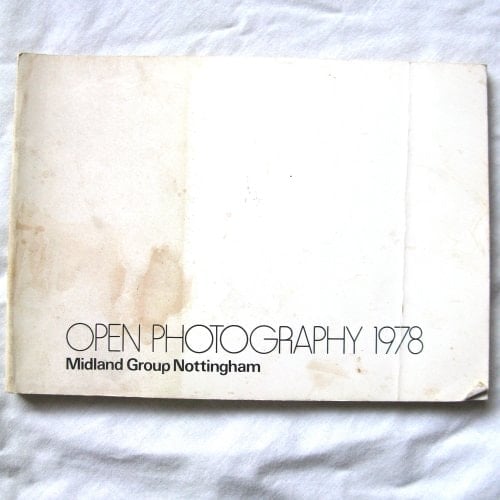 OPEN PHOTOGRAPHY 1978
Midland Group Nottingham